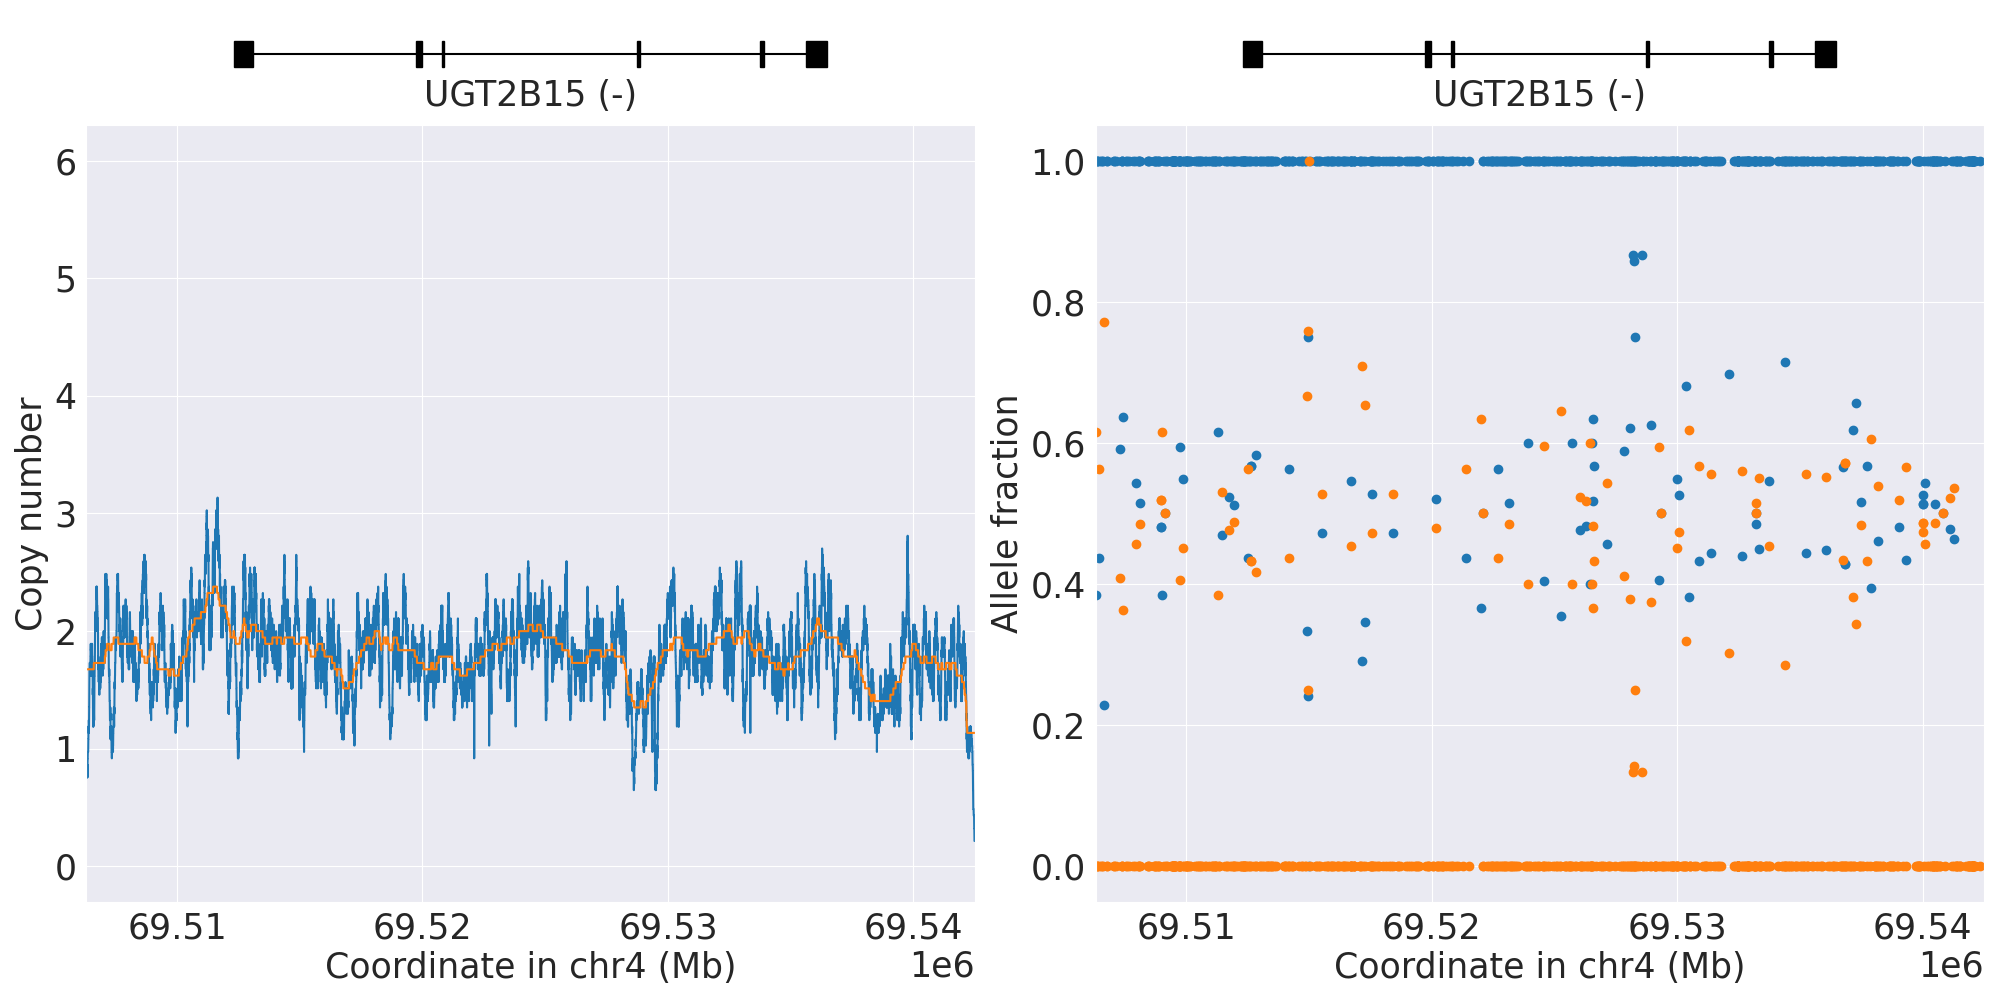 UGT2B15 (-)
6
5
4
3
2
1
0
Copy number
69.51 69.52 69.53 69.54
Coordinate in chr4 (Mb)
1e6
UGT2B15 (-)
1.0
0.8
0.6
0.4
0.2
0.0
Allele fraction
69.51 69.52 69.53 69.54
Coordinate in chr4 (Mb)
1e6